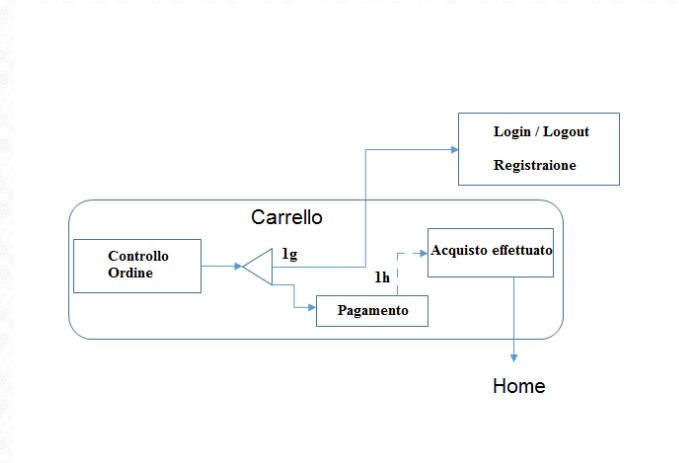 Login / Logout
Registraione
Carrello
Controllo
Ordine
1g
Acquisto effettuato
1h
Pagamento
Home